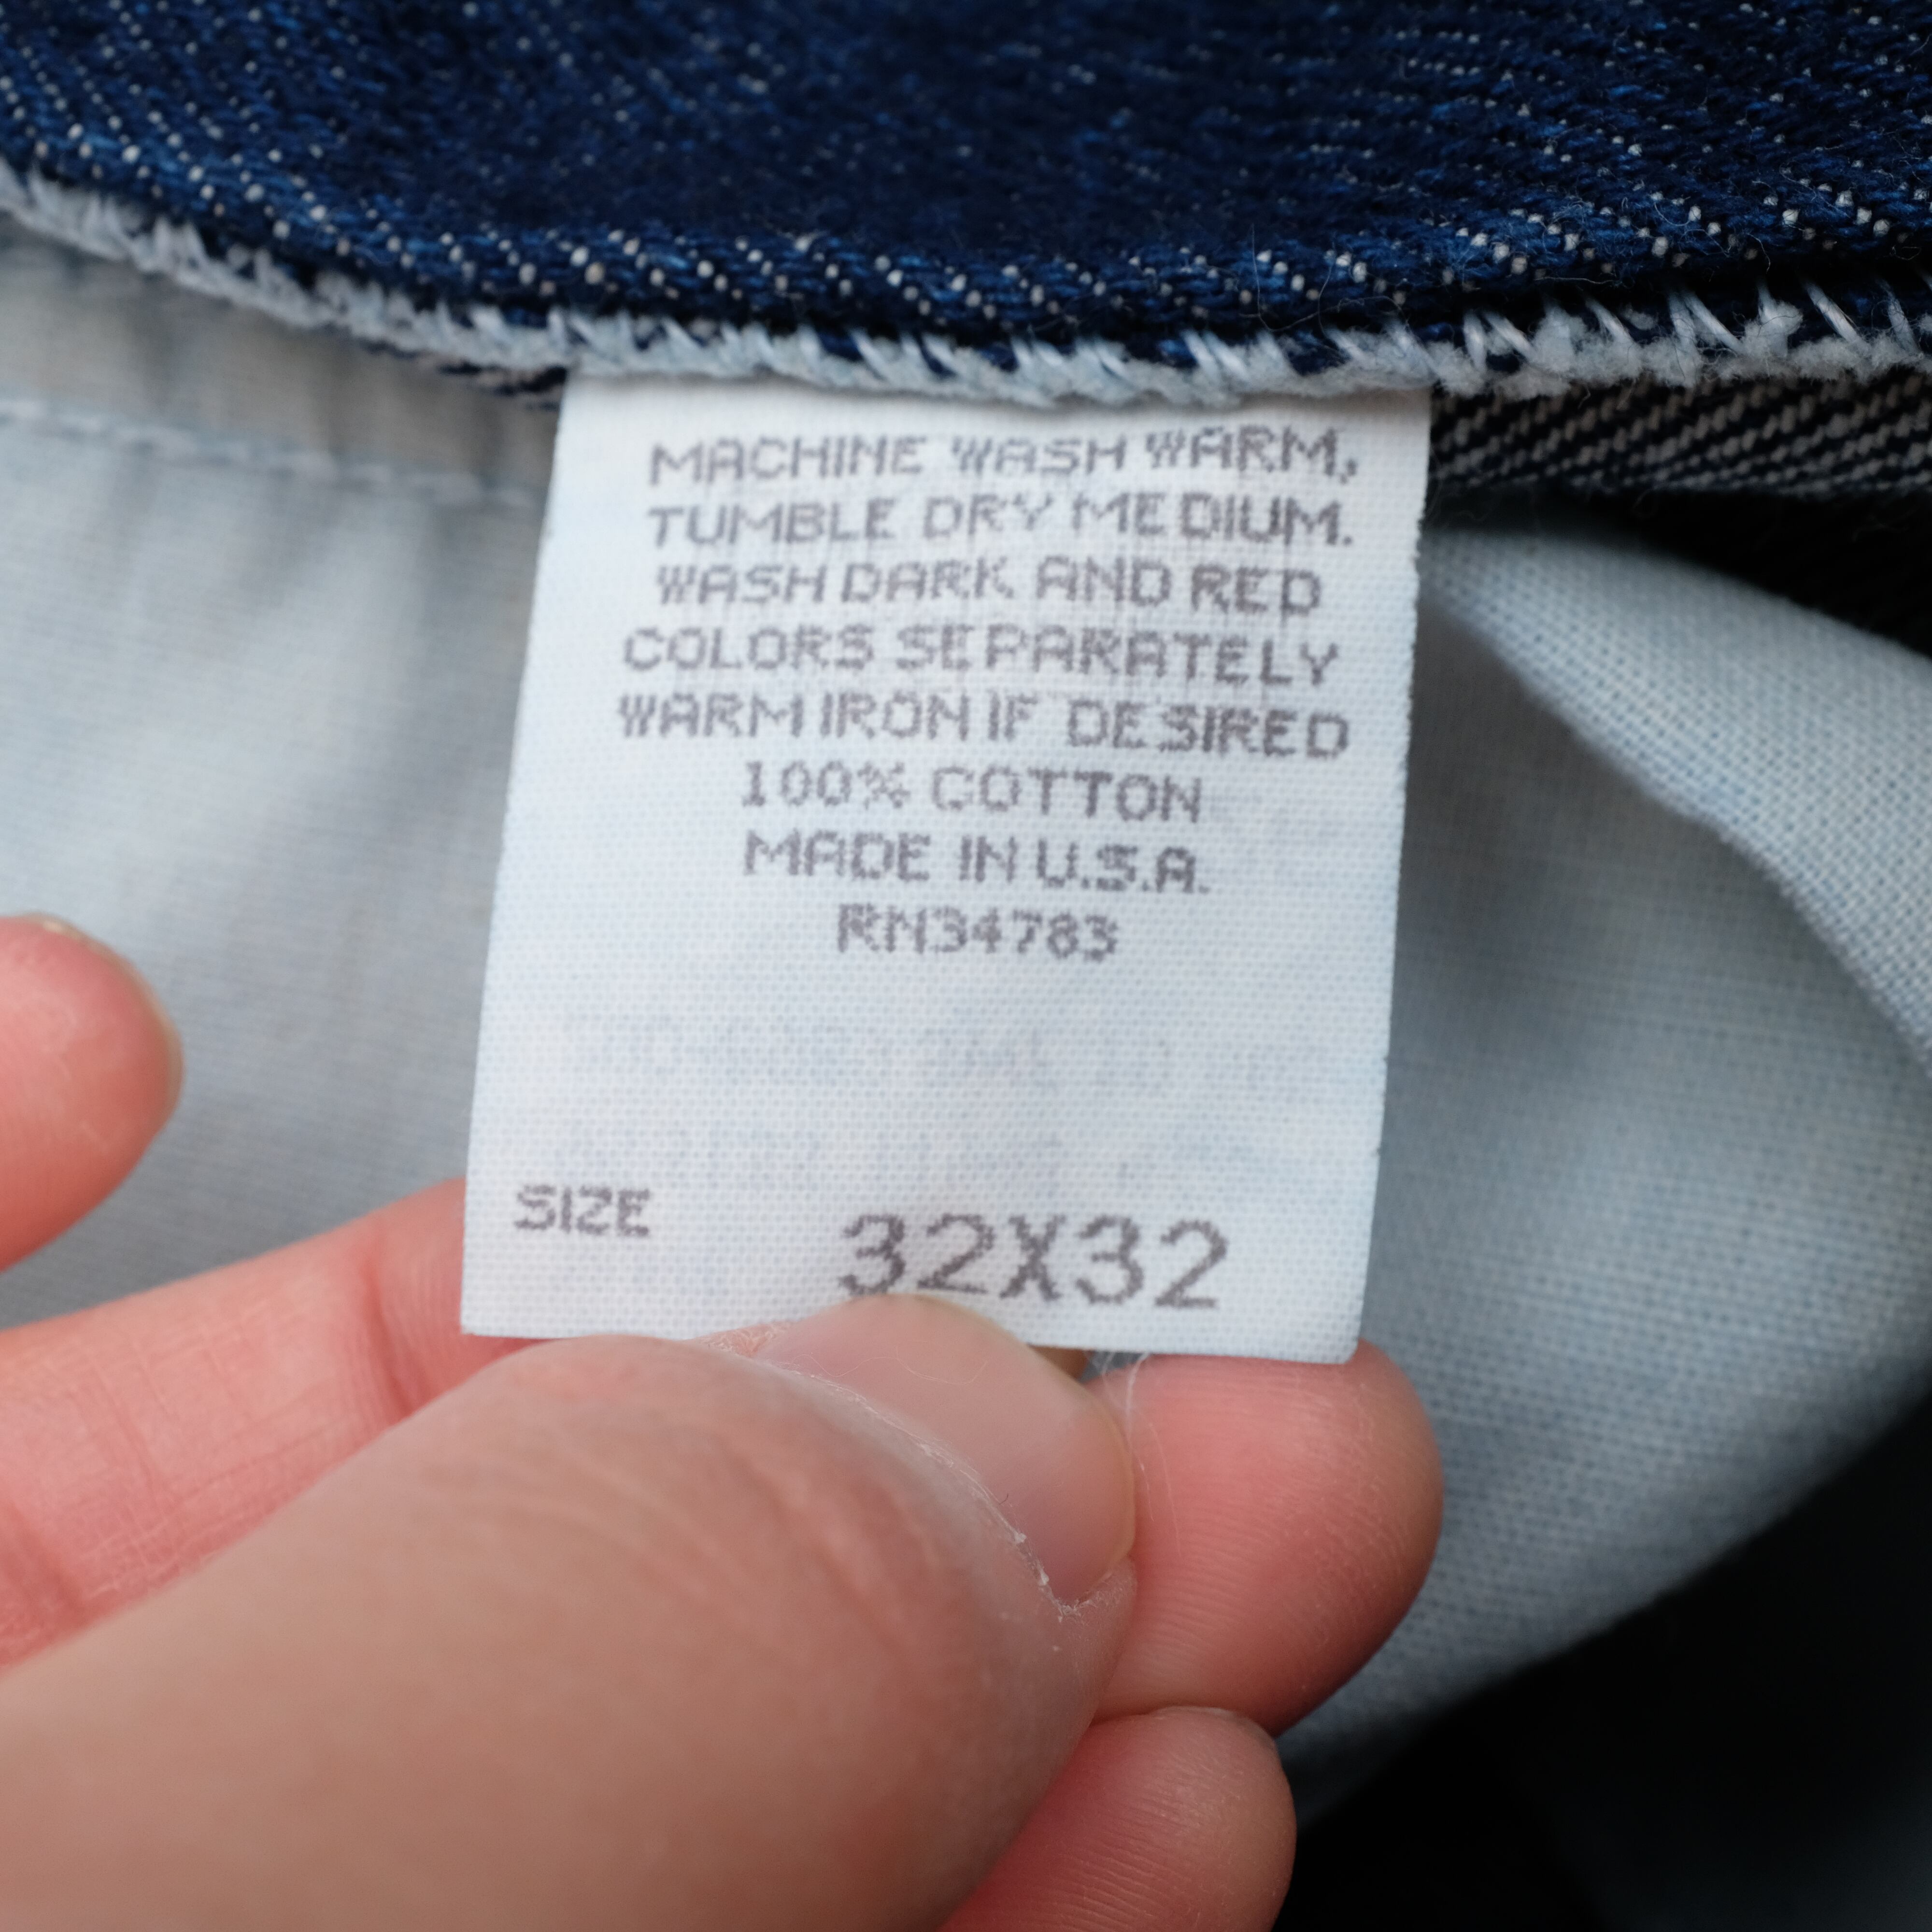 MACHINE WASH WARM,
TUMBLE DRY MEDIUM.
WASH DARK AND RED
COLORS SEPARATELY
WARM IRON IF DESIRED
100% COTTON
MADE IN U.S.A.
RN34783
SIZE 32X32